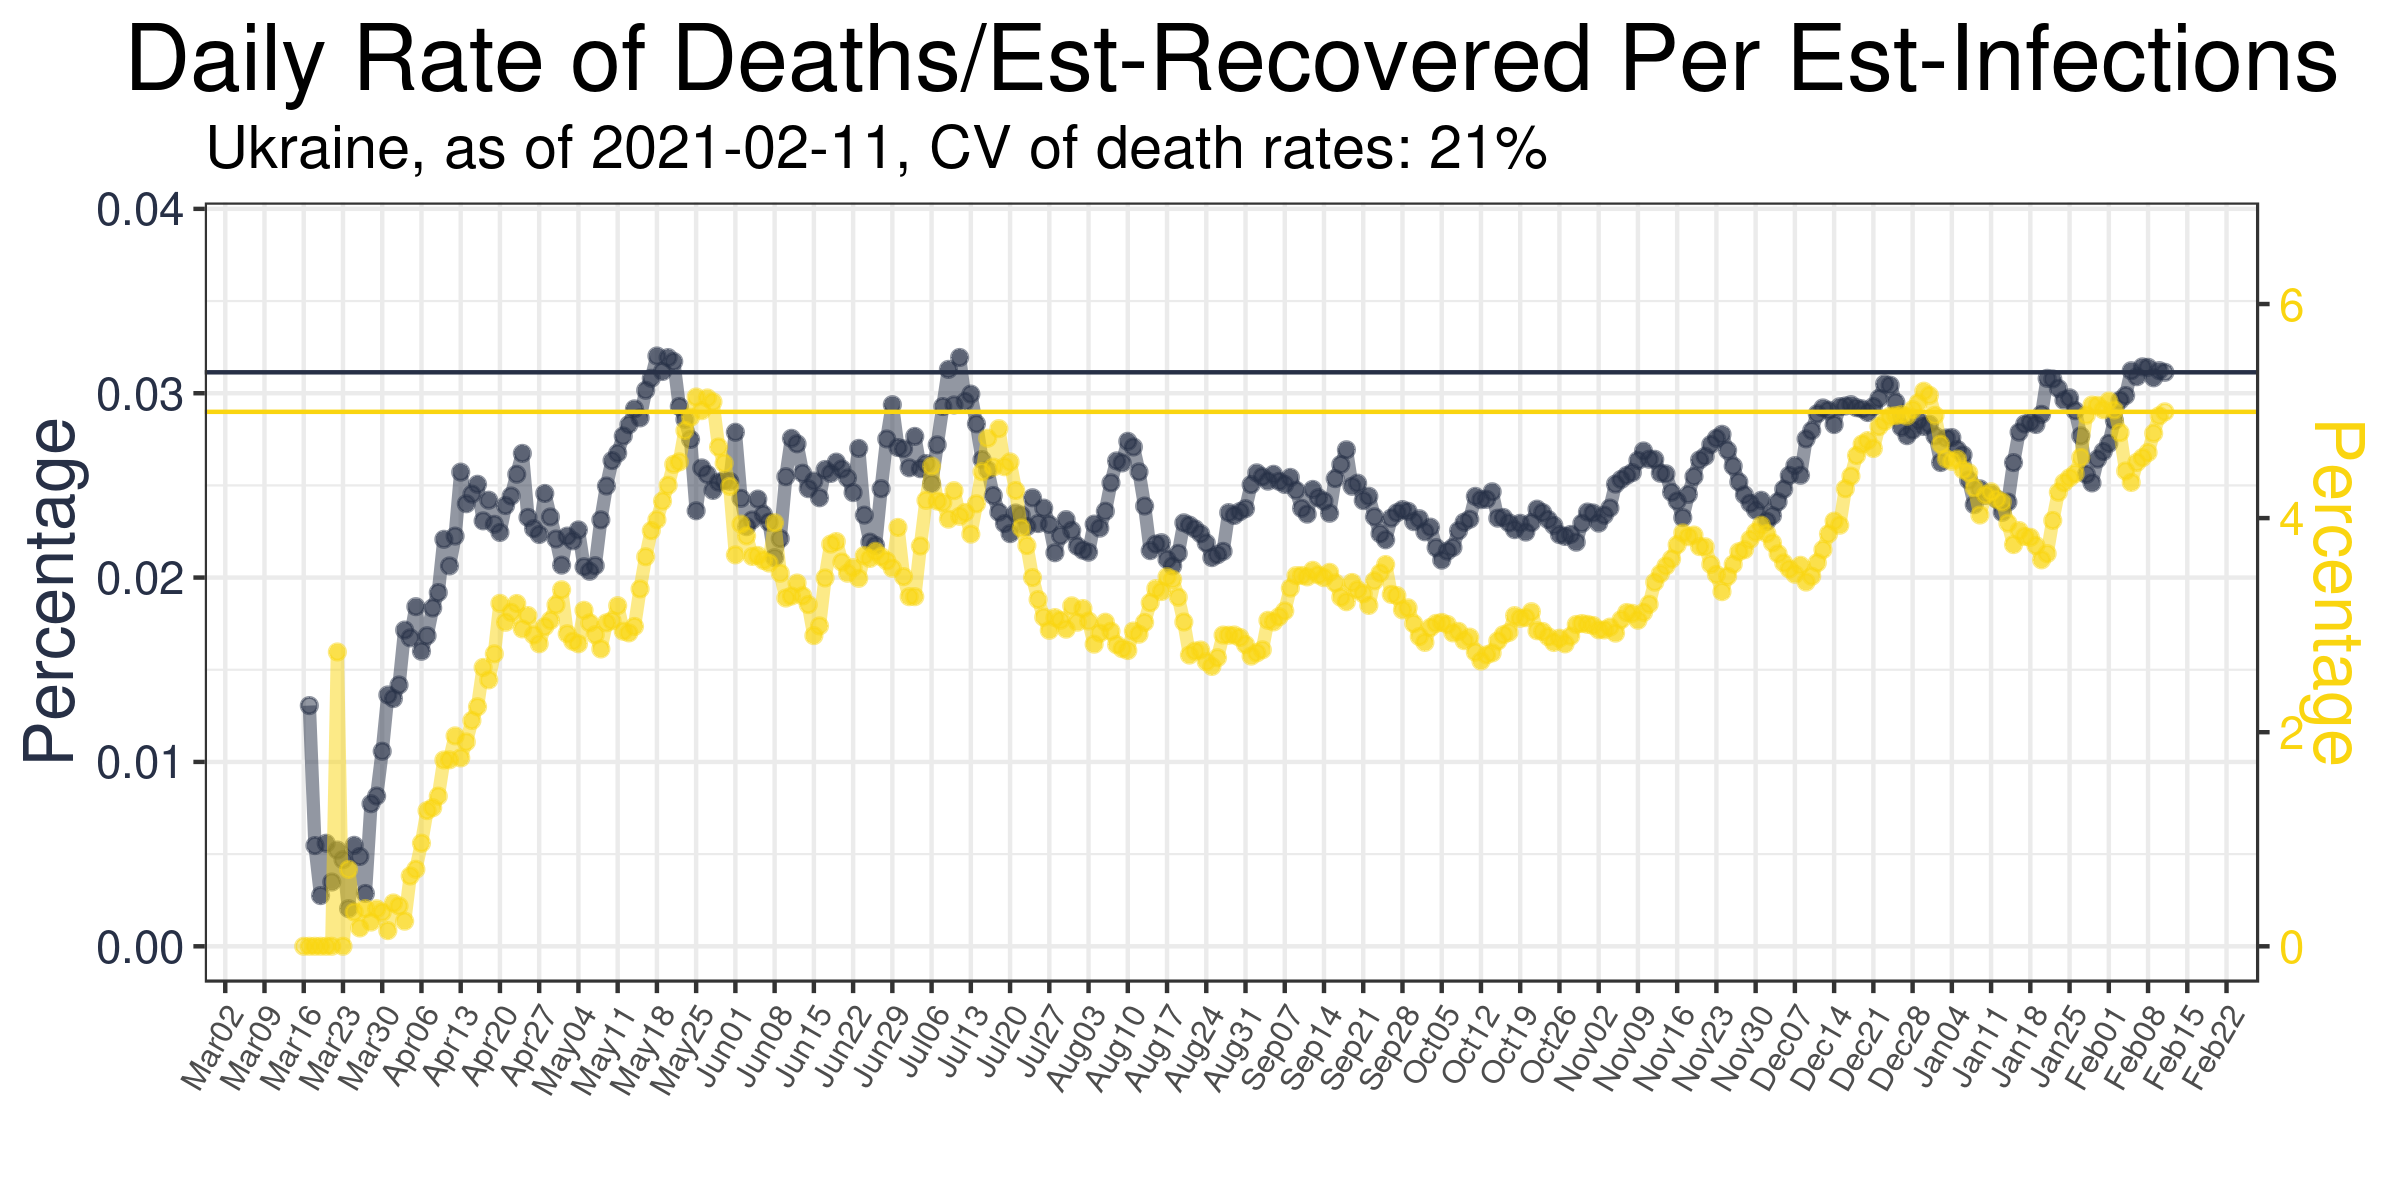 Daily Rate of Deaths/Est-Recovered Per Est-Infections
Ukraine, as of 2021-02-11, CV of death rates: 21%
Percentage
0.04
0.03
0.02
0.01
0.00
6
4
2
0
Percentage
Mar02
Mar09
Mar16
Mar23
Mar30
Apr06
Apr13
Apr20
Apr27
May04
May11
May18
May25
Jun01
Jun08
Jun15
Jun22
Jun29
Jul06
Jul13
Jul20
Jul27
Aug03
Aug10
Aug17
Aug24
Aug31
Sep07
Sep14
Sep21
Sep28
Oct05
Oct12
Oct19
Oct26
Nov02
Nov09
Nov16
Nov23
Nov30
Dec07
Dec14
Dec21
Dec28
Jan04
Jan11
Jan18
Jan25
Feb01
Feb08
Feb15
Feb22